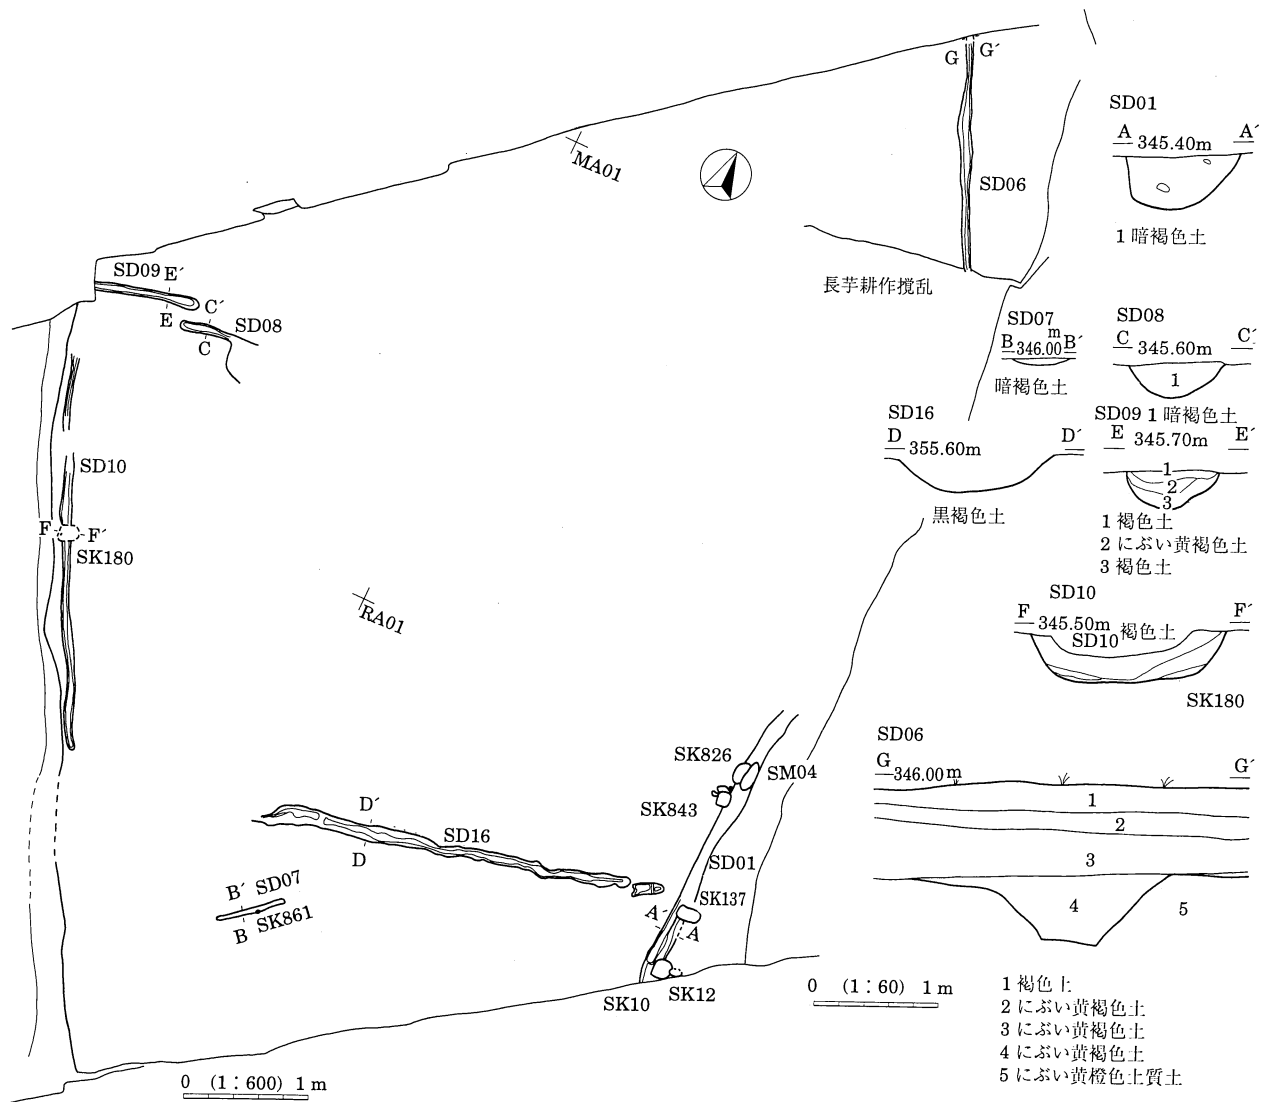 G G´
MA01
SD06
長芋耕作撹乱
SD09 E´
E C´
SD08
C
SD10
F F´
SK180
RA01
SK826
SM04
SK843
D´
SD16
D
SD01
B´ SD07
SK861
B
SK137
A´
A
SK10
SK12
0 (1：600) 1 m
0 (1：60) 1 m
SD01
A 345.40m A´
1 暗褐色土
SD07
B 346.00 m B´
暗褐色土
SD08
C 345.60m C´
1
1 暗褐色土
SD16
D 355.60m D´
黒褐色土
SD09
E 345.70m E´
1
2
3
1 褐色土
2 にぶい黄褐色土
3 褐色土
SD10
F 345.50m F´
SD10 褐色土
SK180
SD06
G 346.00m G´
1
2
3
4 5
1 褐色土
2 にぶい黄褐色土
3 にぶい黄褐色土
4 にぶい黄褐色土
5 にぶい黄橙色土質土